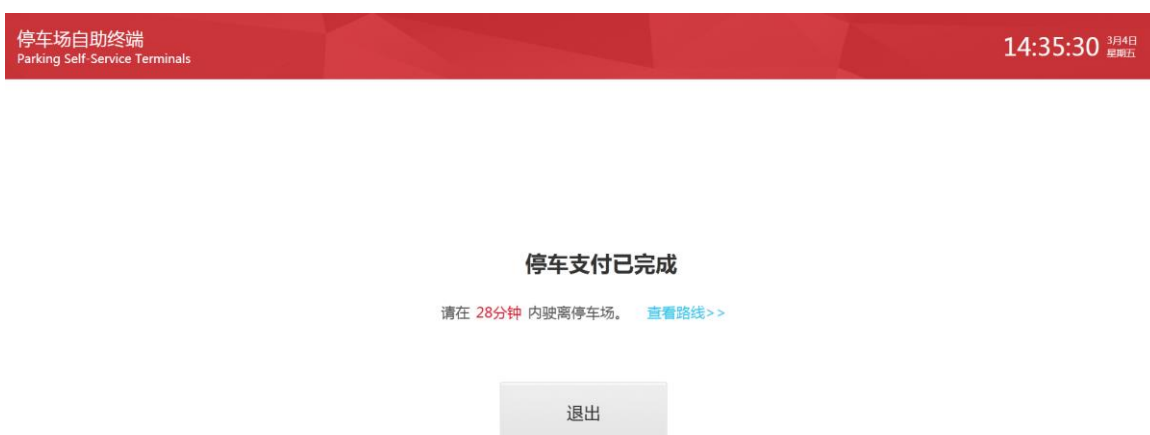 停车场自助终端
Parking Self-Service Terminals
14:35:30 3月4日
星期五
停车支付已完成
请在 28分钟 内驶离停车场。 查看路线>>
退出